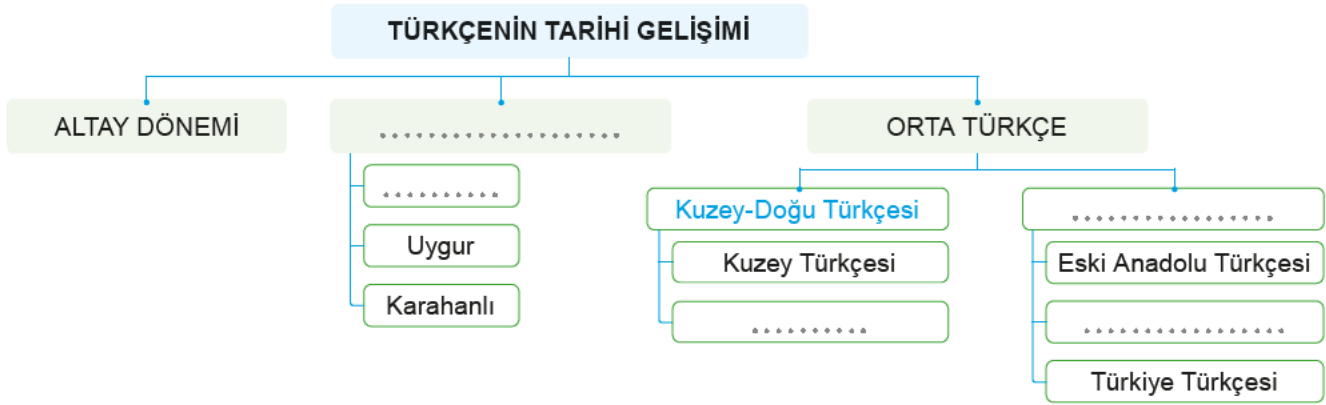 TÜRKÇENİN TARİHİ GELİŞİMİ
ALTAY DÖNEMİ
....................
ORTA TÜRKÇE
..........
Uygur
Karahanlı
Kuzey-Doğu Türkçesi
Kuzey Türkçesi
..........
.................
Eski Anadolu Türkçesi
.................
Türkiye Türkçesi